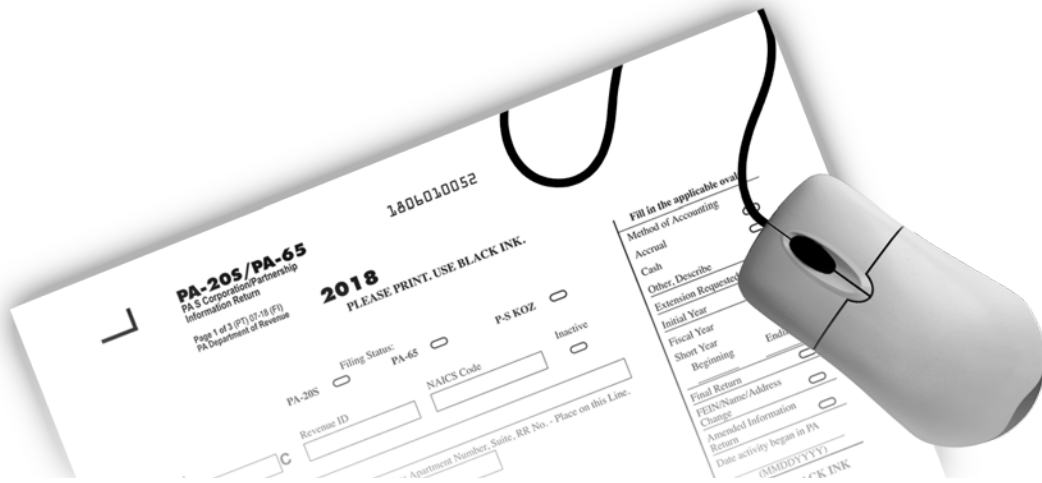 1806010052
PA-20S/PA-65
PA S Corporation/Partnership
Information Return
Page 1 of 3 (PT) 07-18 (FI)
PA Department of Revenue
2018
PLEASE PRINT. USE BLACK INK.
Filing Status:
PA-20S
PA-65
P-S KOZ
Inactive
Revenue ID
NAICS Code
C
Apartment Number, Suite, RR No. - Place on this Line.
Fill in the applicable oval
Method of Accounting
Accrual
Cash
Other, Describe
Extension Requested
Initial Year
Fiscal Year
Short Year
Beginning
Final Return
FEIN/Name/Address
Change
Amended Information
Return
Date activity began in PA
(MMDDYYYY)
INK